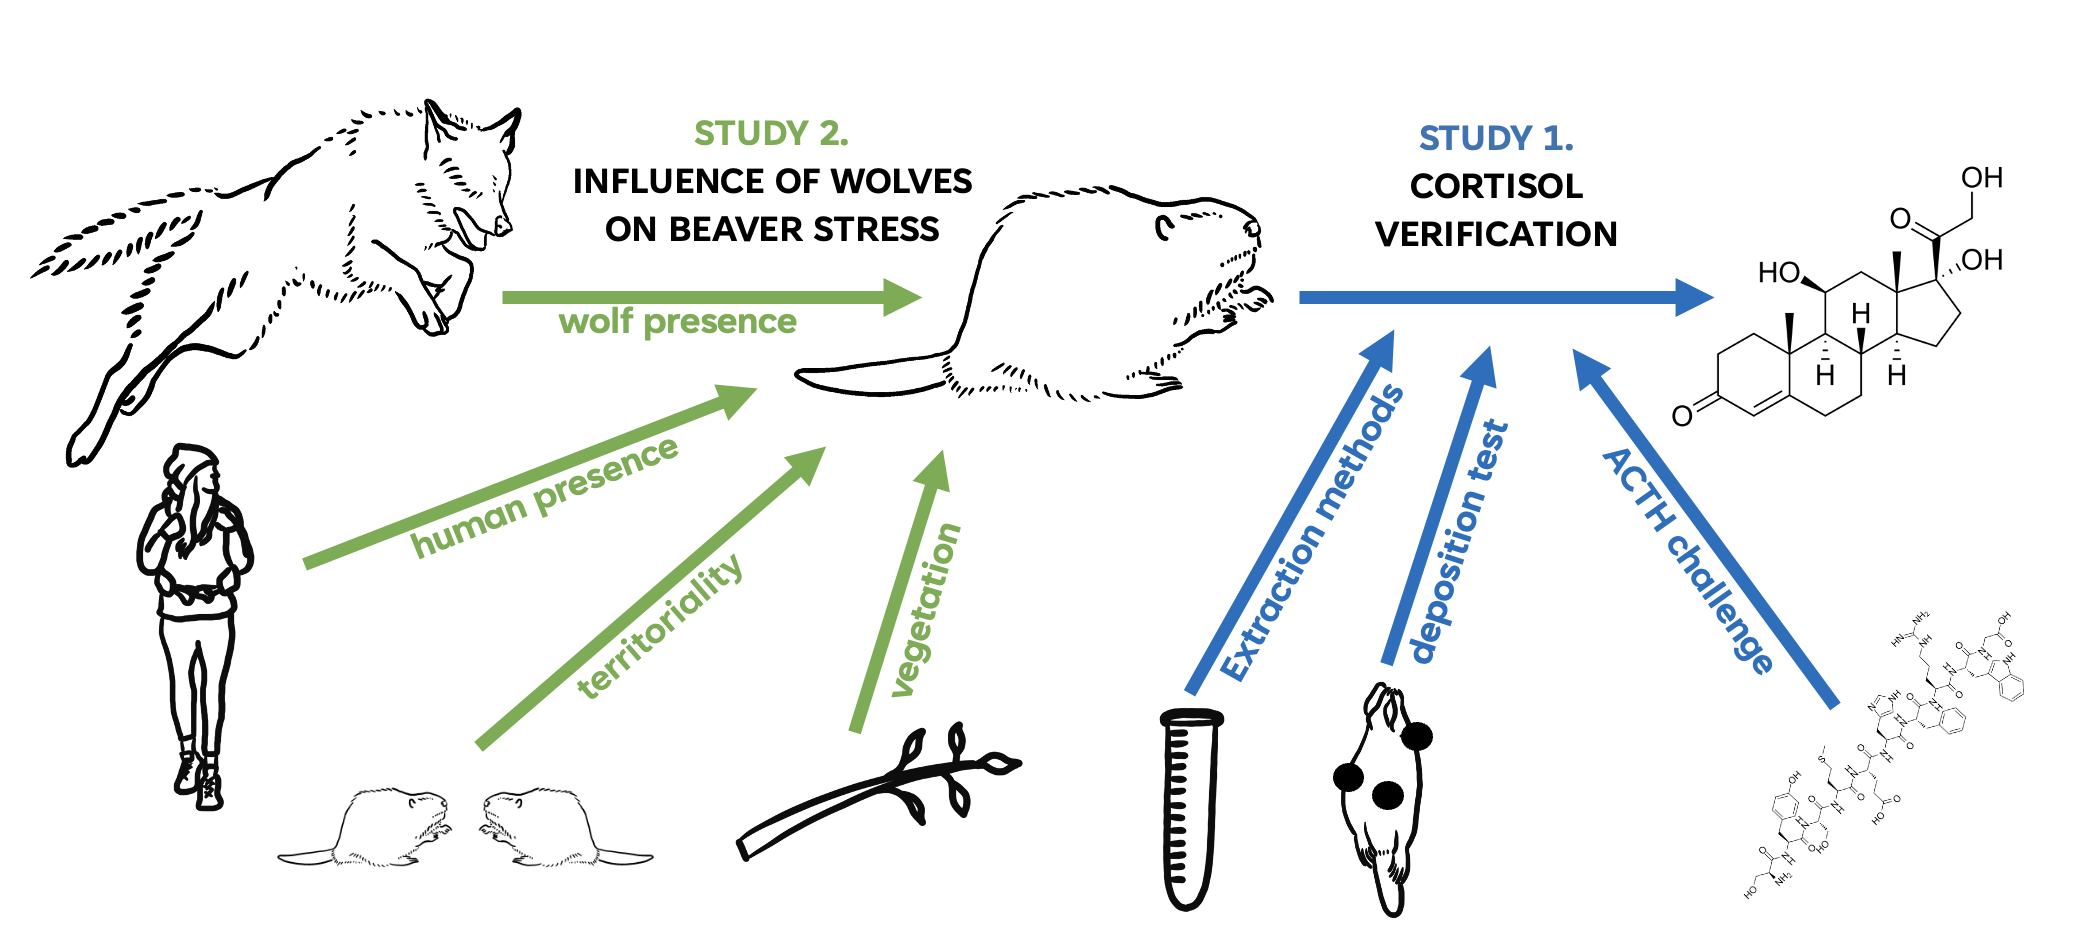 STUDY 2.
INFLUENCE OF WOLVES
ON BEAVER STRESS
wolf presence
human presence
territoriality
vegetation
STUDY 1.
CORTISOL
VERIFICATION
Extraction methods
deposition test
ACTH challenge
OH
O
OH
HO
H
H
H
O